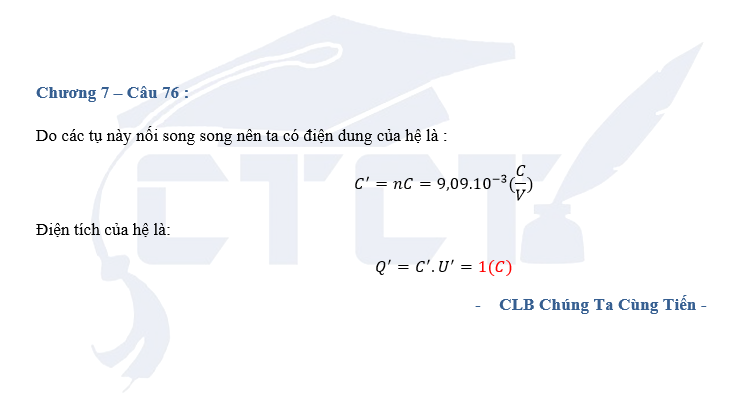 Chương 7 – Câu 76 :
Do các tụ này nối song song nên ta có điện dung của hệ là :
C′ = nC = 9,09.10⁻³(C/V)
Điện tích của hệ là:
Q′ = C′.U′ = 1(C)
- CLB Chúng Ta Cùng Tiến -
CTCT